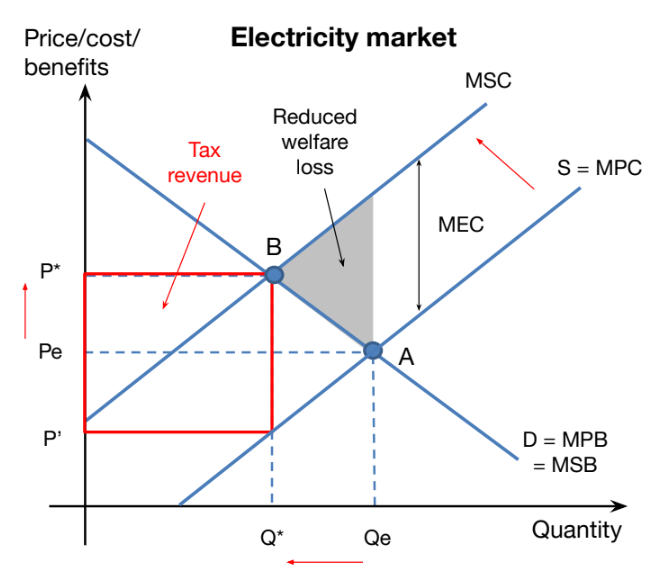 Electricity market
Price/cost/
benefits
MSC
Reduced
welfare
loss
Tax
revenue
S = MPC
MEC
B
P*
Pe
A
P’
D = MPB
= MSB
Quantity
Q*
Qe